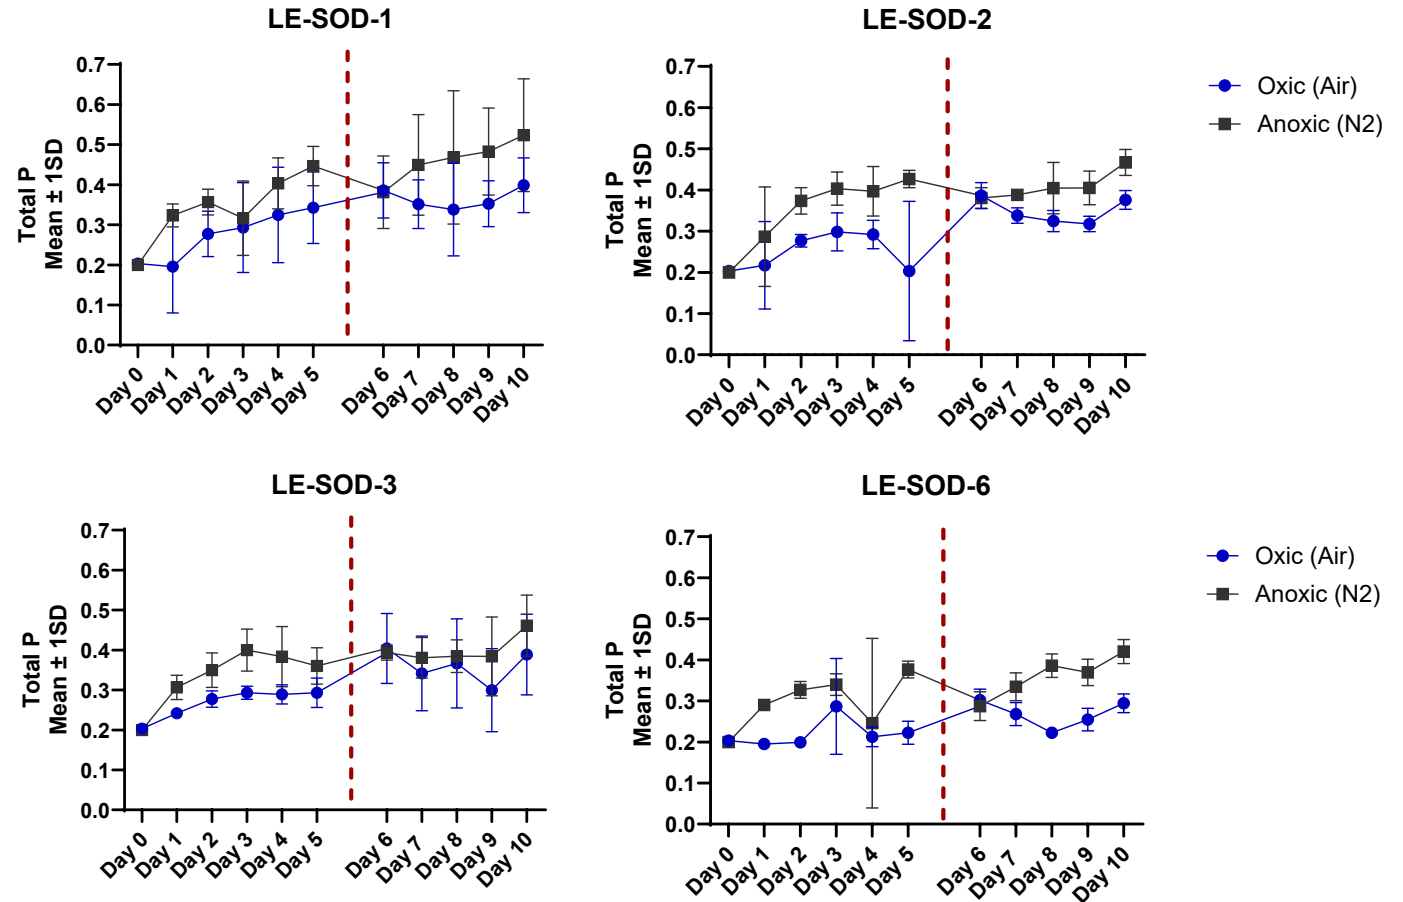 LE-SOD-1
Total P
Mean ± 1SD
0.7
0.6
0.5
0.4
0.3
0.2
0.1
0.0
Day 0
Day 1
Day 2
Day 3
Day 4
Day 5
Day 6
Day 7
Day 8
Day 9
Day 10
LE-SOD-2
Total P
Mean ± 1SD
0.7
0.6
0.5
0.4
0.3
0.2
0.1
0.0
Day 0
Day 1
Day 2
Day 3
Day 4
Day 5
Day 6
Day 7
Day 8
Day 9
Day 10
Oxic (Air)
Anoxic (N2)
LE-SOD-3
Total P
Mean ± 1SD
0.7
0.6
0.5
0.4
0.3
0.2
0.1
0.0
Day 0
Day 1
Day 2
Day 3
Day 4
Day 5
Day 6
Day 7
Day 8
Day 9
Day 10
LE-SOD-6
Total P
Mean ± 1SD
0.7
0.6
0.5
0.4
0.3
0.2
0.1
0.0
Day 0
Day 1
Day 2
Day 3
Day 4
Day 5
Day 6
Day 7
Day 8
Day 9
Day 10
Oxic (Air)
Anoxic (N2)